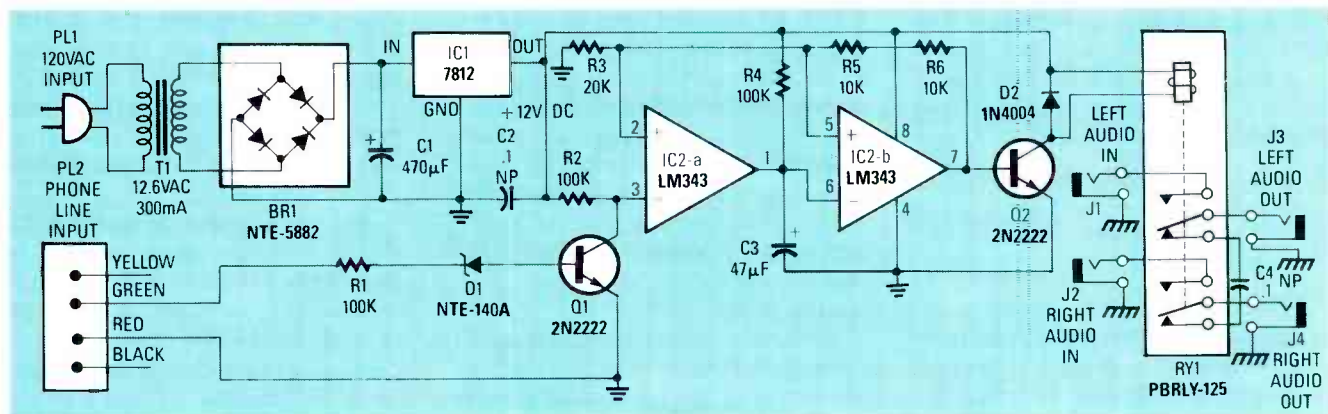 PL1
120VAC
INPUT
T1
12.6VAC
300mA
BR1
NTE-5882
IN
IC1
7812
OUT
GND
C1
470µF
+
+12V DC
C2
.1
NP
R2
100K
R3
20K
R4
100K
R5
10K
R6
10K
2
+
3
−
IC2-a
LM343
1
5
+
6
−
IC2-b
LM343
8
4
7
C3
47µF
+
D2
1N4004
Q2
2N2222
LEFT
AUDIO
IN
J1
J2
RIGHT
AUDIO
IN
J3
LEFT
AUDIO
OUT
C4
.1
NP
J4
RIGHT
AUDIO
OUT
RY1
PBRLY-125
PL2
PHONE
LINE
INPUT
YELLOW
GREEN
RED
BLACK
R1
100K
D1
NTE-140A
Q1
2N2222